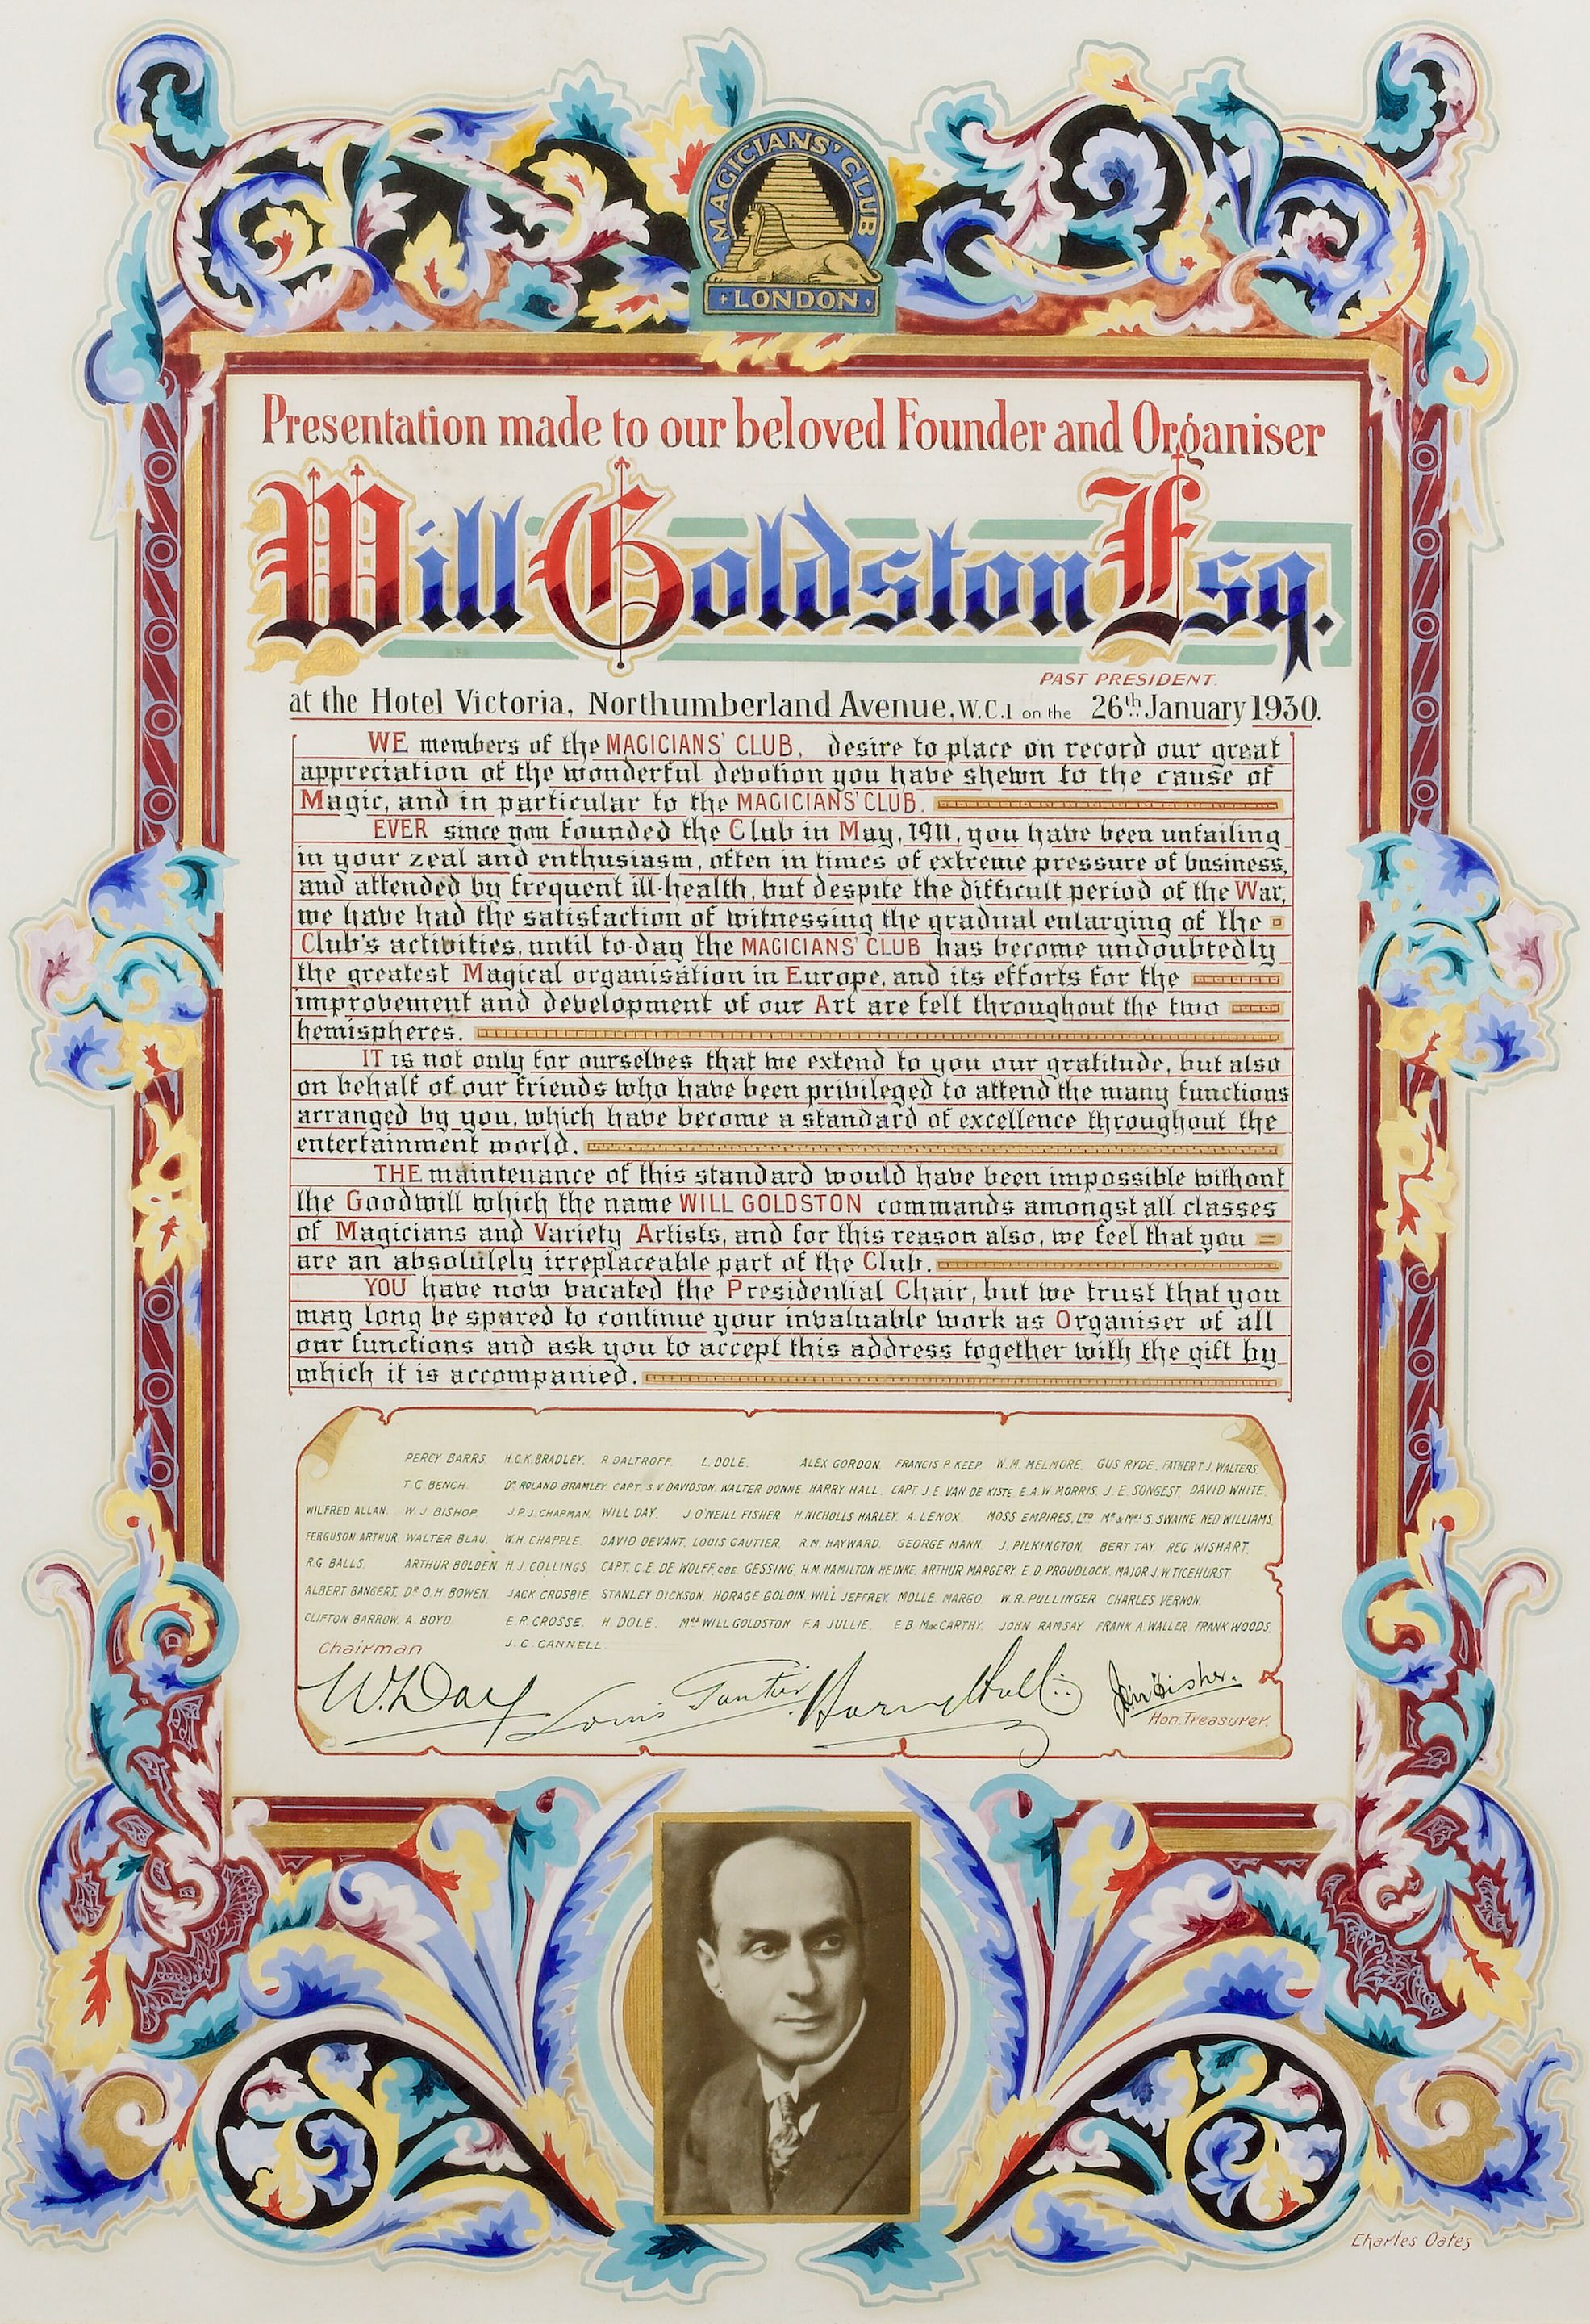 MAGICIANS' CLUB
LONDON
Presentation made to our beloved Founder and Organiser
Will Goldston Esq.
PAST PRESIDENT.
at the Hotel Victoria, Northumberland Avenue, W.C.1 on the 26th January 1930.
WE members of the MAGICIANS' CLUB, desire to place on record our great
appreciation of the wonderful devotion you have shewn to the cause of
Magic, and in particular to the MAGICIANS' CLUB.
EVER since you founded the Club in May, 1911, you have been unfailing
in your zeal and enthusiasm, often in times of extreme pressure of business,
and attended by frequent ill-health, but despite the difficult period of the War,
we have had the satisfaction of witnessing the gradual enlarging of the
Club's activities, until to-day the MAGICIANS' CLUB has become undoubtedly
the greatest Magical organisation in Europe, and its efforts for the
improvement and development of our Art are felt throughout the two
hemispheres.
IT is not only for ourselves that we extend to you our gratitude, but also
on behalf of our friends who have been privileged to attend the many functions
arranged by you, which have become a standard of excellence throughout the
entertainment world.
THE maintenance of this standard would have been impossible without
the Goodwill which the name WILL GOLDSTON commands amongst all classes
of Magicians and Variety Artists, and for this reason also, we feel that you
are an absolutely irreplaceable part of the Club.
YOU have now vacated the Presidential Chair, but we trust that you
may long be spared to continue your invaluable work as Organiser of all
our functions and ask you to accept this address together with the gift by
which it is accompanied.
PERCY BARRS. H.C.K. BRADLEY. R DALTROFF. L. DOLE. ALEX GORDON. FRANCIS P. KEEP. W.M. MELMORE. GUS RYDE. FATHER T.J. WALTERS
T.C. BENCH. Dr ROLAND BRAMLEY. CAPT. S.V. DAVIDSON. WALTER DONNE. HARRY HALL. CAPT. J.E. VAN DE KISTE. E.A.W. MORRIS. J.E. SONGEST. DAVID WHITE.
WILFRED ALLAN. W.J. BISHOP. J.P.J. CHAPMAN. WILL DAY. J. O'NEILL FISHER. H. NICHOLLS HARLEY. A. LENOX. MOSS EMPIRES, LTD. Mr & Mrs S. SWAINE. NED WILLIAMS.
FERGUSON ARTHUR. WALTER BLAU. W.H. CHAPPLE. DAVID DEVANT. LOUIS GAUTIER. R.M. HAYWARD. GEORGE MANN. J. PILKINGTON. BERT TAY. REG WISHART.
R.G. BALLS. ARTHUR BOLDEN. H.J. COLLINGS. CAPT. C.E. DE WOLFF, CBE. GESSING. H.M. HAMILTON HEINKE. ARTHUR MARGERY. E.D. PROUDLOCK. MAJOR J.W. TICEHURST.
ALBERT BANGERT. Dr O.H. BOWEN. JACK CROSBIE. STANLEY DICKSON. HORAGE GOLDIN. WILL JEFFREY. MOLLE. MARGO. W.R. PULLINGER. CHARLES VERNON.
CLIFTON BARROW. A. BOYD. E.R. CROSSE. H. DOLE. Mrs WILL GOLDSTON. F.A JULLIE. E B MacCARTHY. JOHN RAMSAY. FRANK A. WALLER. FRANK WOODS.
J.C. CANNELL.
Chairman
W. Day Louis Gautier Harry Hall Fisher.
Hon. Treasurer.
Charles Oates